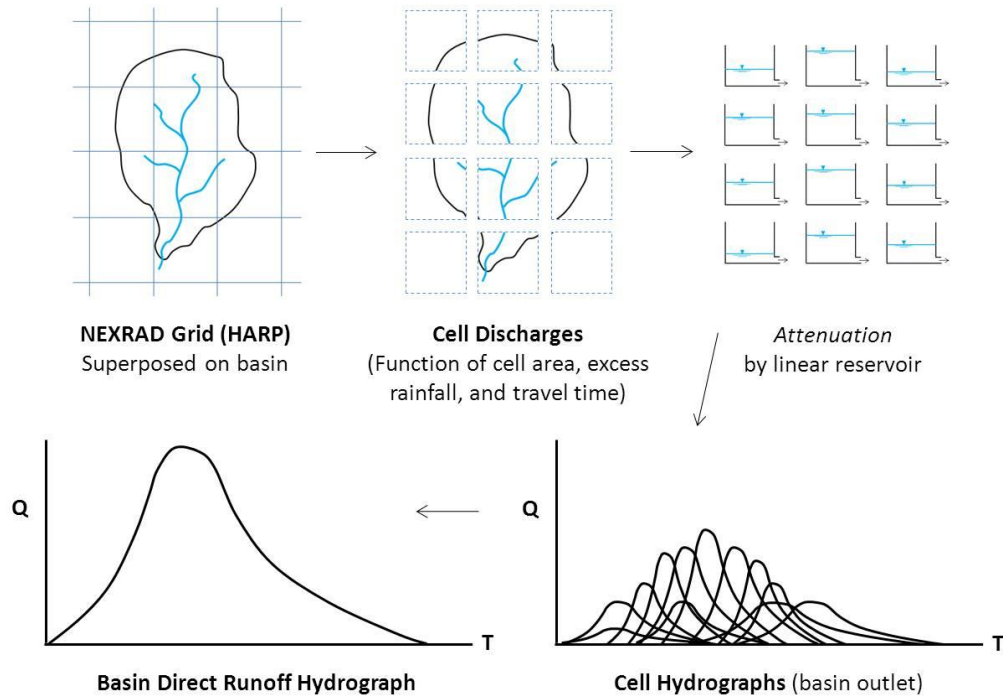 NEXRAD Grid (HARP)
Superposed on basin
Cell Discharges
(Function of cell area, excess
rainfall, and travel time)
Attenuation
by linear reservoir
Q
T
Basin Direct Runoff Hydrograph
Q
T
Cell Hydrographs (basin outlet)